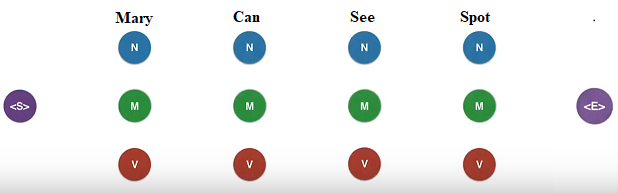 Mary Can See Spot .
N N N N
<S> M M M M <E>
V V V V